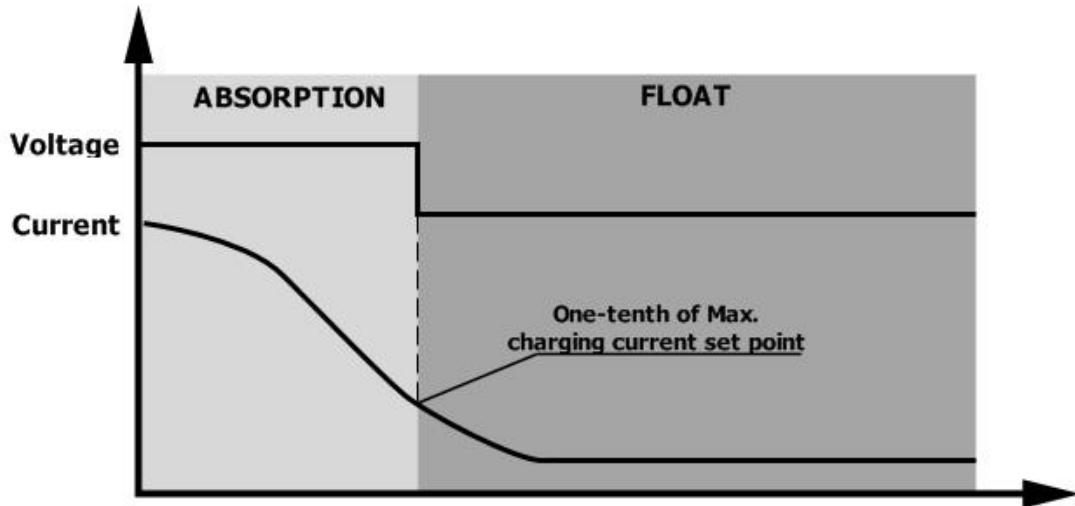 ABSORPTION
FLOAT
Voltage
Current
One-tenth of Max.
charging current set point